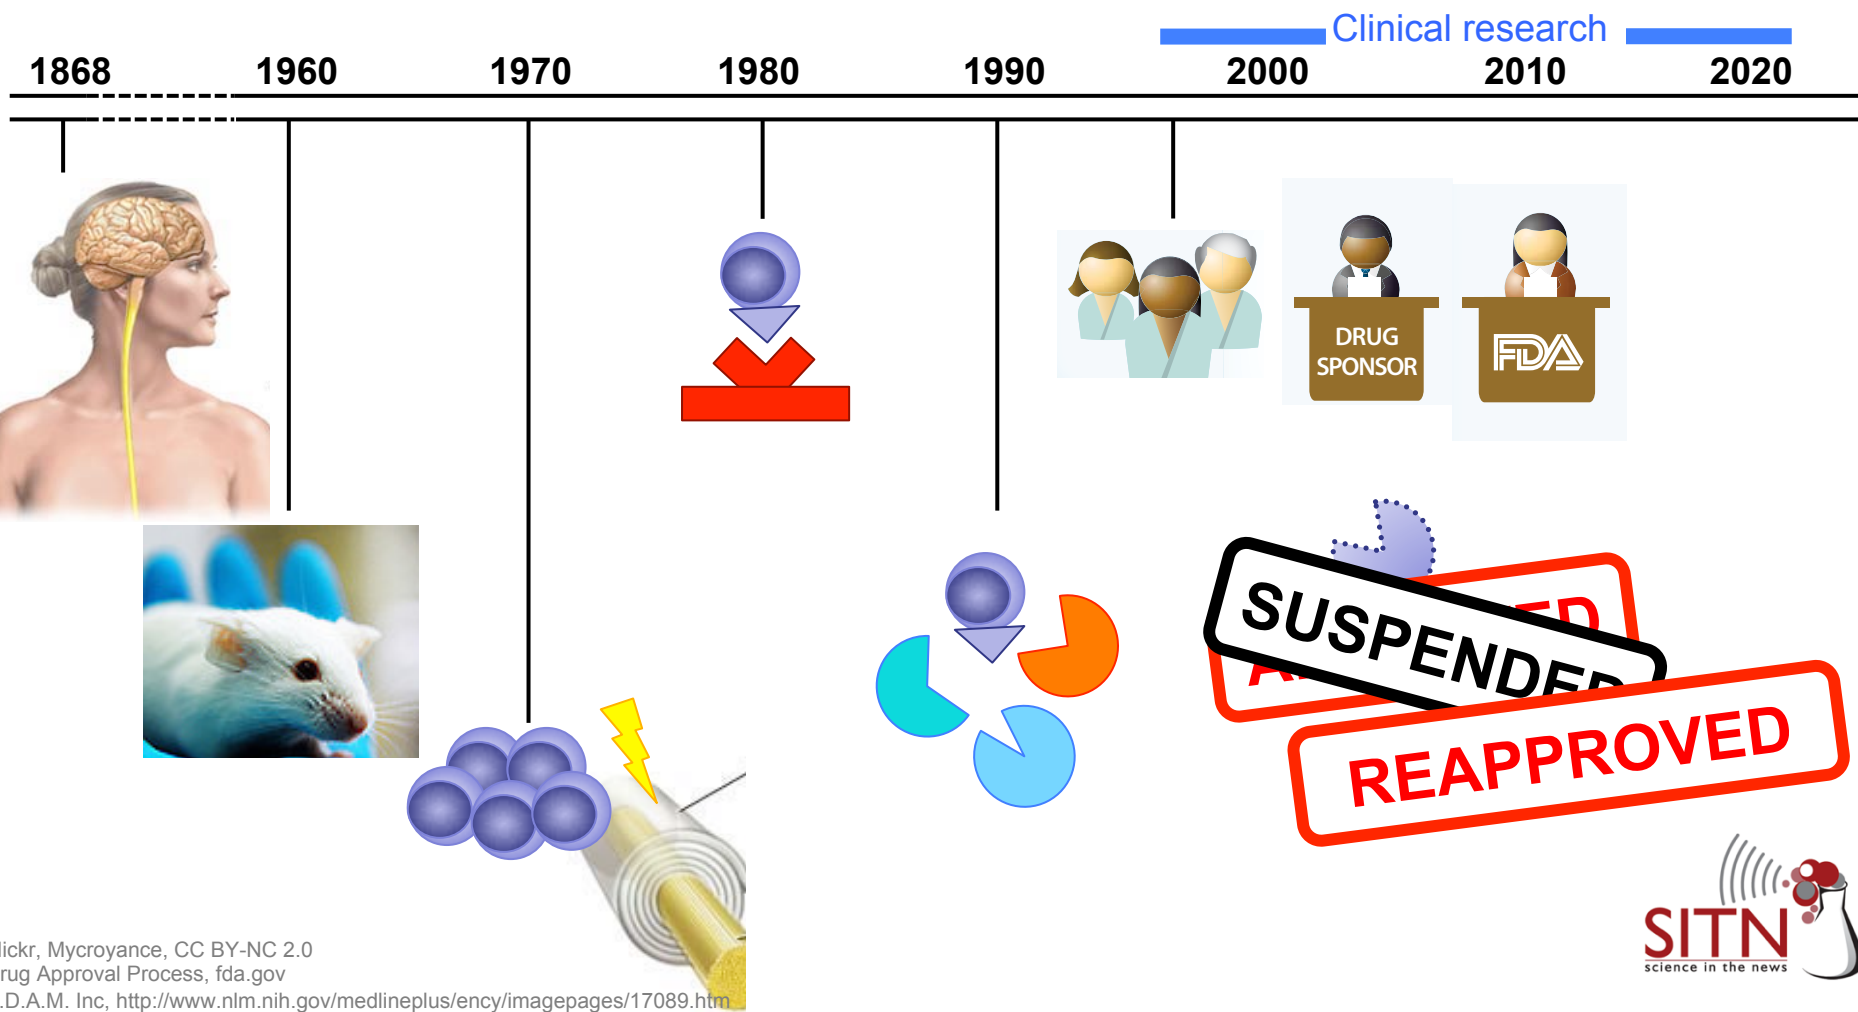 Clinical research
1868 1960 1970 1980 1990 2000 2010 2020
DRUG
SPONSOR
FDA
SUSPENDED
REAPPROVED
SITN
science in the news
lickr, Mycroyance, CC BY-NC 2.0
rug Approval Process, fda.gov
.D.A.M. Inc, http://www.nlm.nih.gov/medlineplus/ency/imagepages/17089.htm